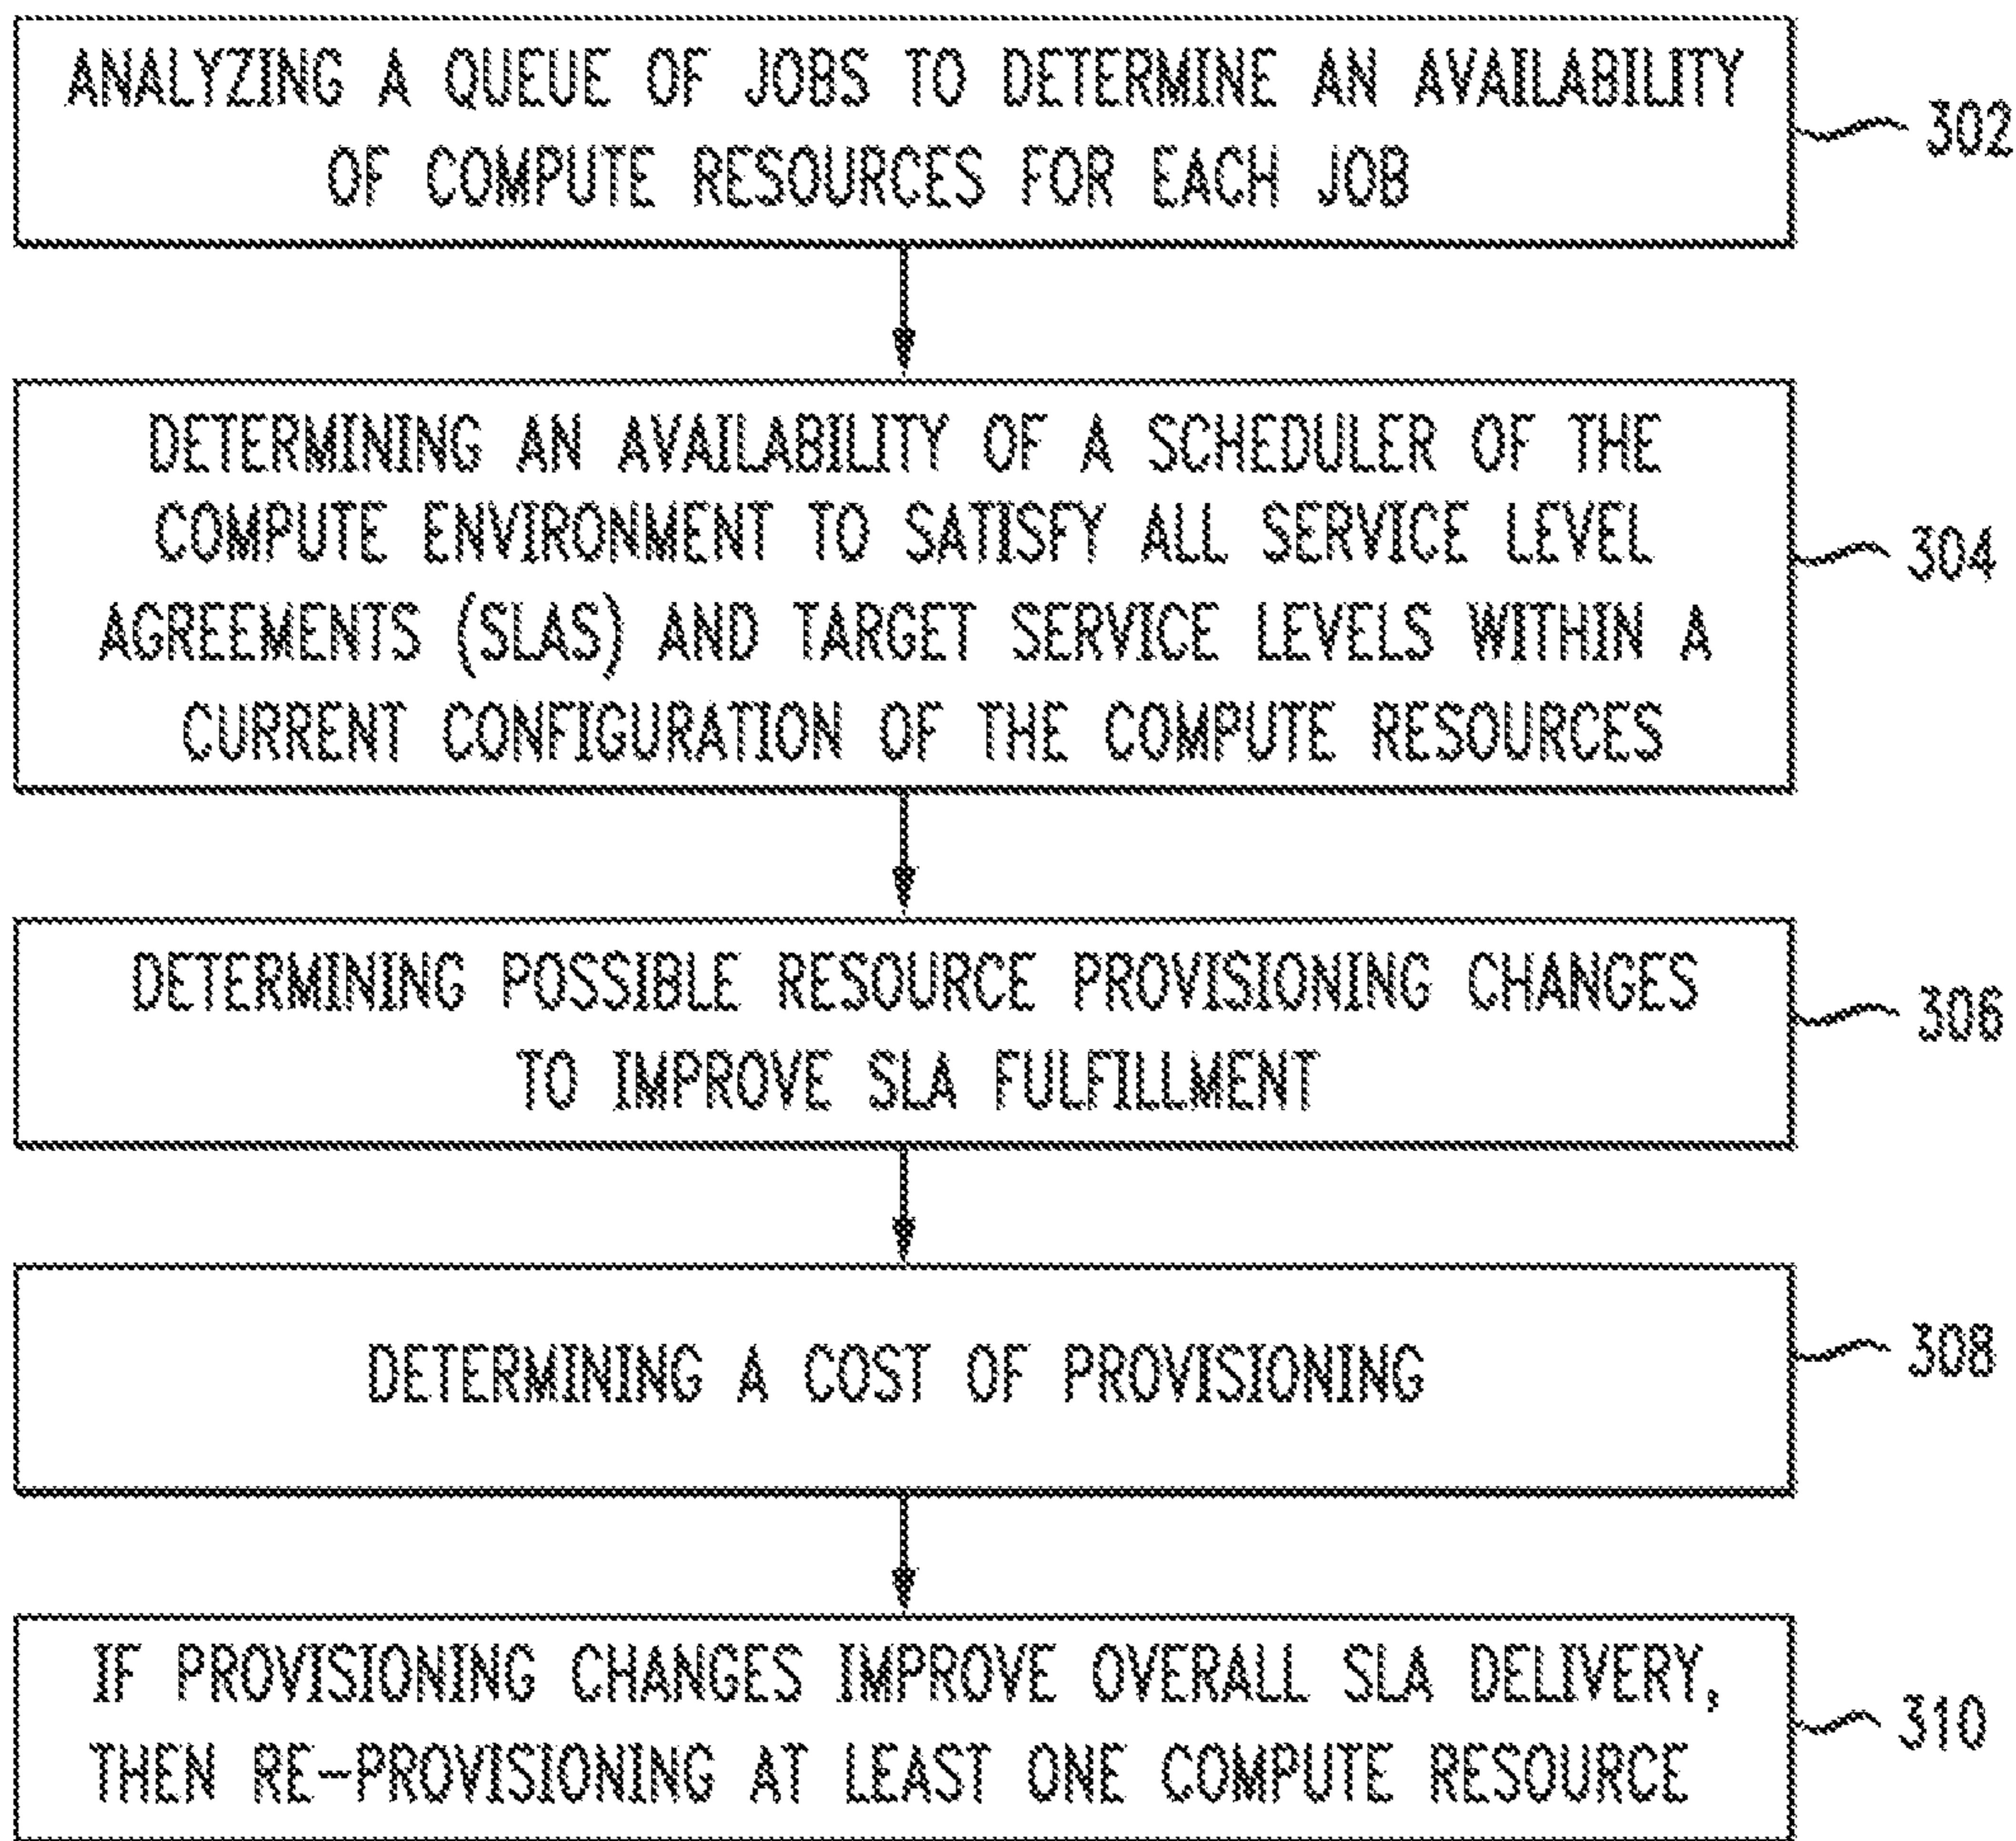 ANALYZING A QUEUE OF JOBS TO DETERMINE AN AVAILABILITY
OF COMPUTE RESOURCES FOR EACH JOB
302
DETERMINING AN AVAILABILITY OF A SCHEDULER OF THE
COMPUTE ENVIRONMENT TO SATISFY ALL SERVICE LEVEL
AGREEMENTS (SLAS) AND TARGET SERVICE LEVELS WITHIN A
CURRENT CONFIGURATION OF THE COMPUTE RESOURCES
304
DETERMINING POSSIBLE RESOURCE PROVISIONING CHANGES
TO IMPROVE SLA FULFILLMENT
306
DETERMINING A COST OF PROVISIONING
308
IF PROVISIONING CHANGES IMPROVE OVERALL SLA DELIVERY,
THEN RE-PROVISIONING AT LEAST ONE COMPUTE RESOURCE
310